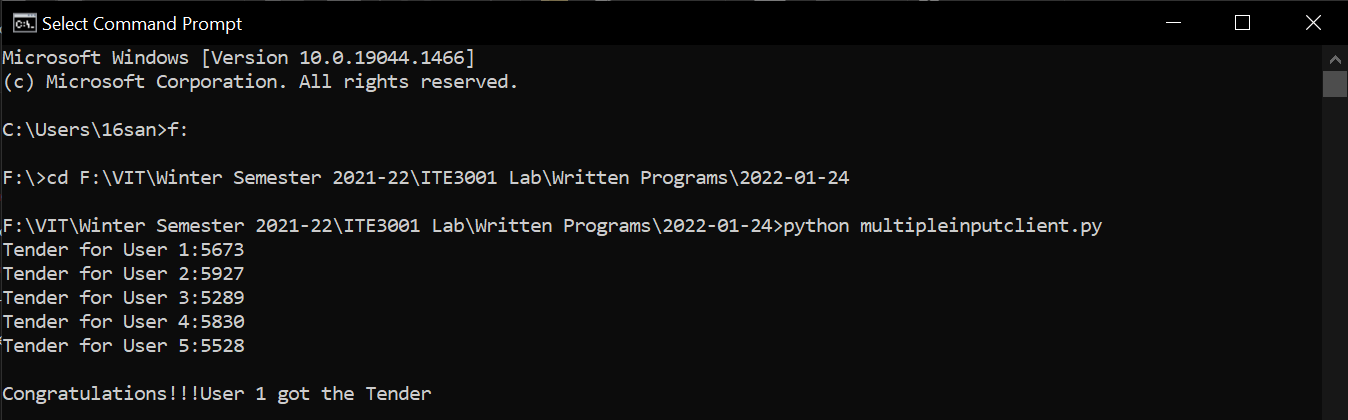 Select Command Prompt
Microsoft Windows [Version 10.0.19044.1466]
(c) Microsoft Corporation. All rights reserved.
C:\Users\16san>f:
F:\>cd F:\VIT\Winter Semester 2021-22\ITE3001 Lab\Written Programs\2022-01-24
F:\VIT\Winter Semester 2021-22\ITE3001 Lab\Written Programs\2022-01-24>python multipleinputclient.py
Tender for User 1:5673
Tender for User 2:5927
Tender for User 3:5289
Tender for User 4:5830
Tender for User 5:5528
Congratulations!!!User 1 got the Tender